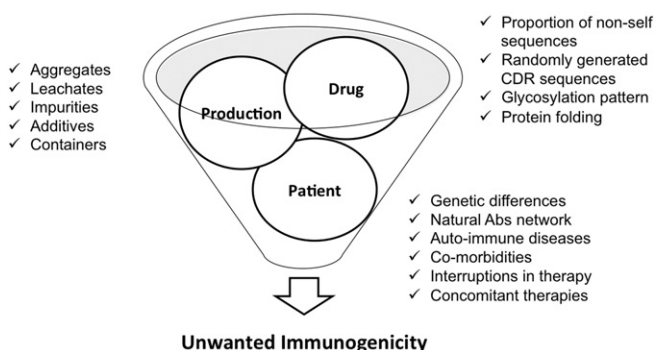 ✓ Aggregates
✓ Leachates
✓ Impurities
✓ Additives
✓ Containers
Production
Drug
Patient
✓ Proportion of non-self
sequences
✓ Randomly generated
CDR sequences
✓ Glycosylation pattern
✓ Protein folding
✓ Genetic differences
✓ Natural Abs network
✓ Auto-immune diseases
✓ Co-morbidities
✓ Interruptions in therapy
✓ Concomitant therapies
Unwanted Immunogenicity